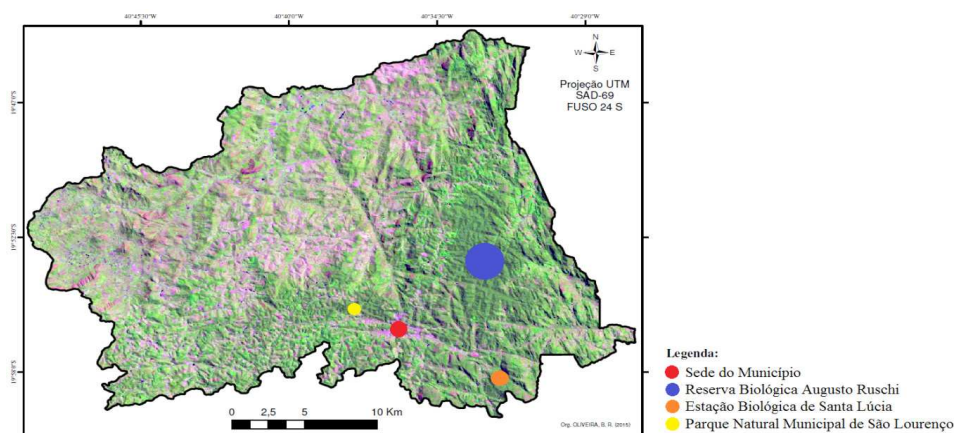 40°45'30"W 40°40'0"W 40°34'30"W 40°29'0"W
N
W E
S
Projeção UTM
SAD-69
FUSO 24 S
0 2,5 5 10 Km
Org. OLIVEIRA, B. R.
Legenda:
Sede do Município
Reserva Biológica Augusto Ruschi
Estação Biológica de Santa Lúcia
Parque Natural Municipal de São Lourenço